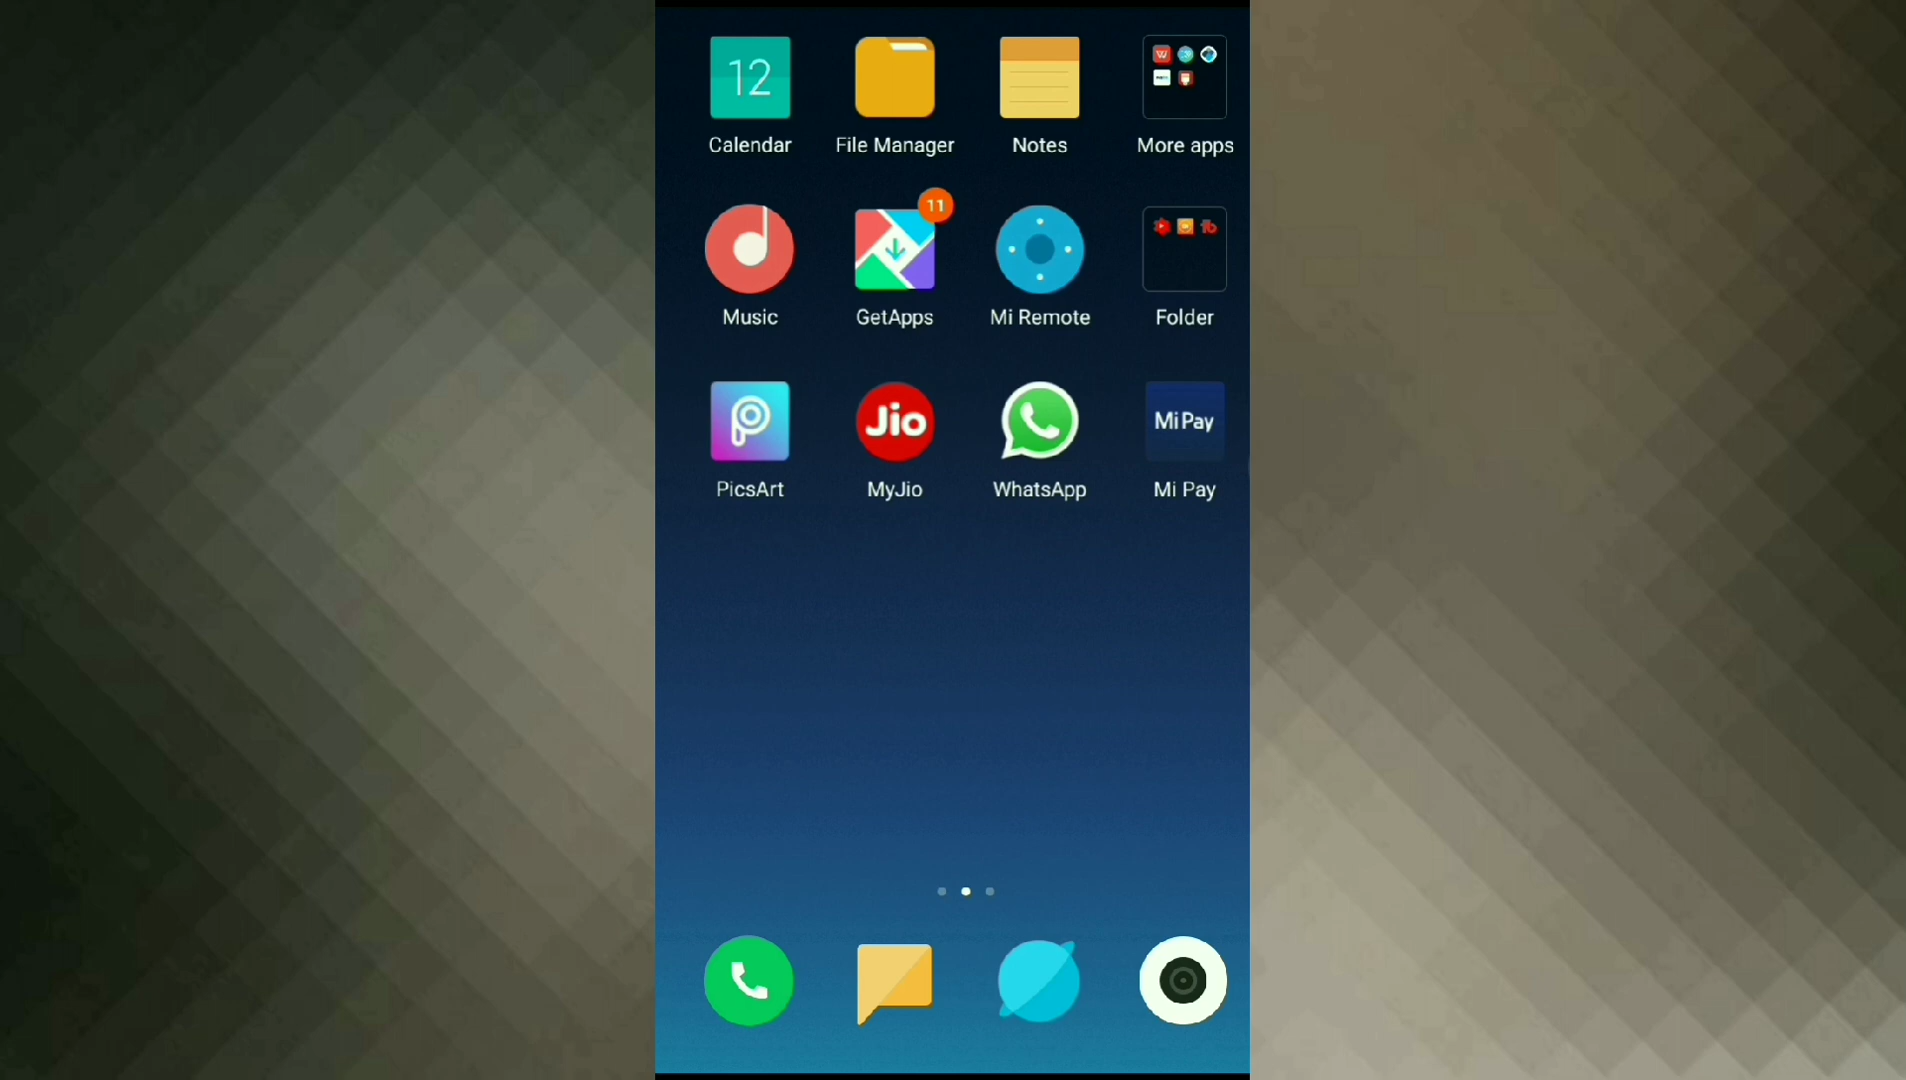 12
Calendar
File Manager
Notes
More apps
11
Music
GetApps
Mi Remote
Folder
Jio
Mi Pay
PicsArt
MyJio
WhatsApp
Mi Pay